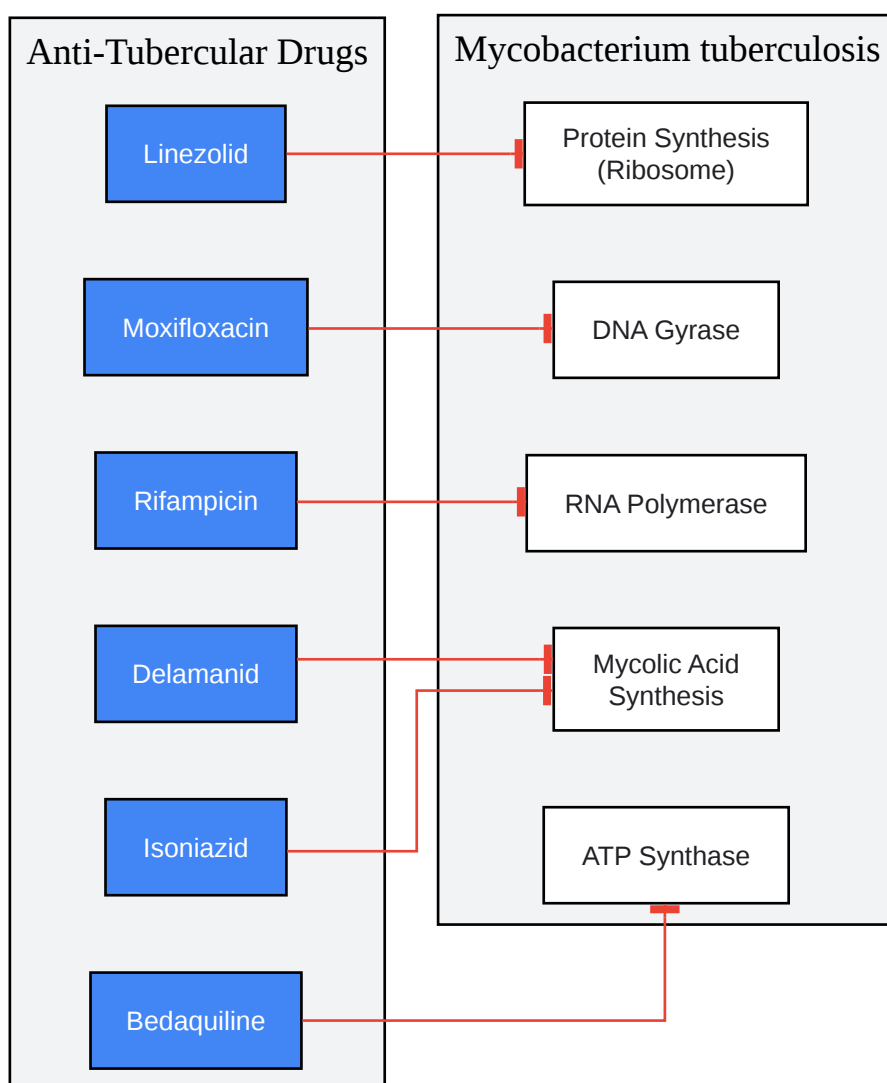 Anti-Tubercular Drugs
Linezolid
Moxifloxacin
Rifampicin
Delamanid
Isoniazid
Bedaquiline
Mycobacterium tuberculosis
Protein Synthesis
(Ribosome)
DNA Gyrase
RNA Polymerase
Mycolic Acid
Synthesis
ATP Synthase